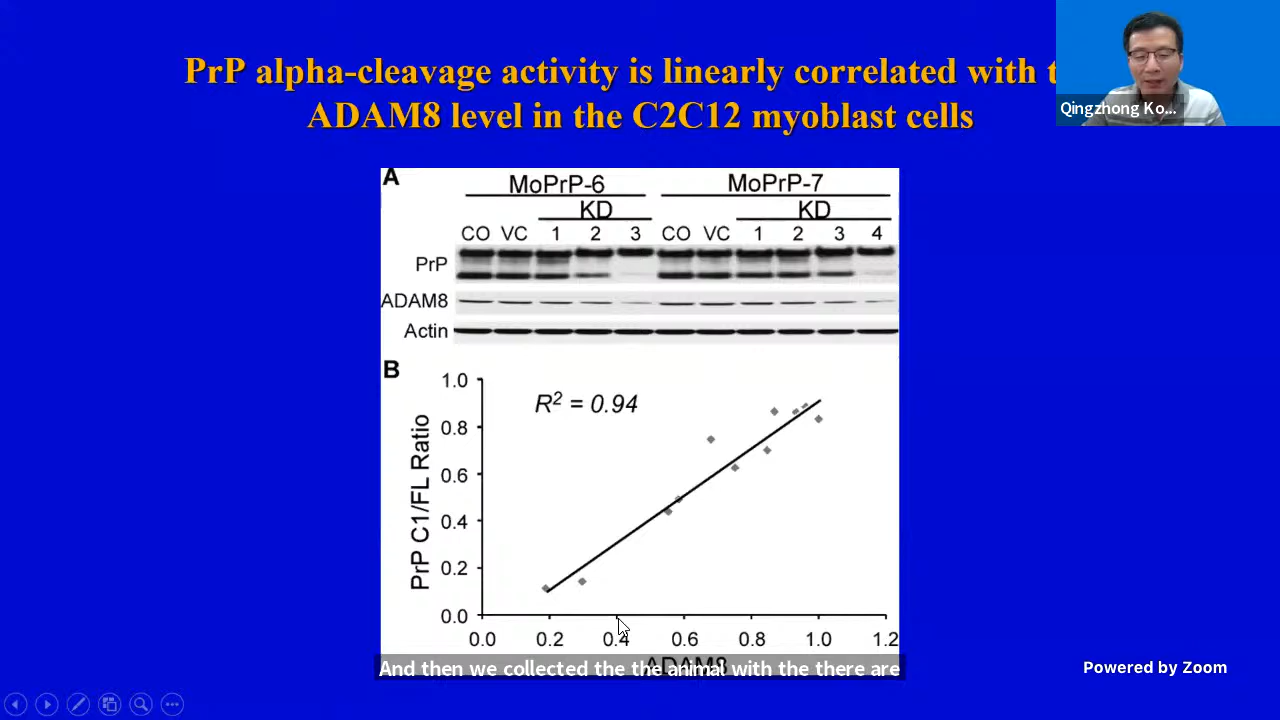 PrP alpha-cleavage activity is linearly correlated with t
ADAM8 level in the C2C12 myoblast cells
Qingzhong Ko...
A
MoPrP-6 MoPrP-7
KD KD
CO VC 1 2 3 CO VC 1 2 3 4
PrP
ADAM8
Actin
B
R² = 0.94
PrP C1/FL Ratio
1.0
0.8
0.6
0.4
0.2
0.0
0.0 0.2 0.4 0.6 0.8 1.0 1.2
ADAM8
And then we collected the the animal with the there are
Powered by Zoom